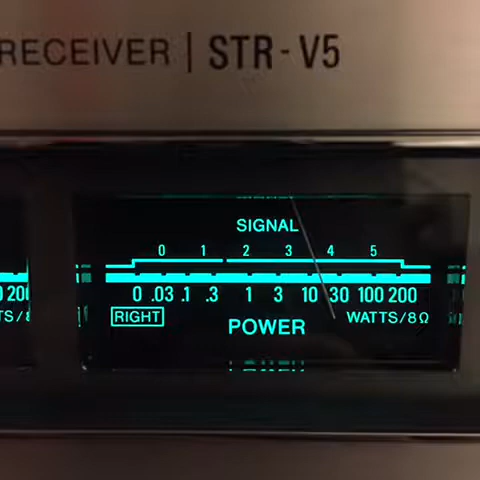 RECEIVER | STR-V5
SIGNAL
0 1 2 3 4 5
0 .03 .1 .3 1 3 10 30 100 200
RIGHT
POWER
WATTS/8Ω
200
TS/8